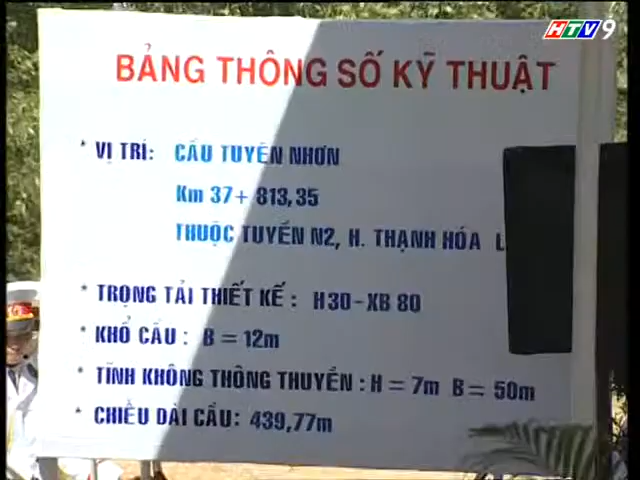 HTV9
BẢNG THÔNG SỐ KỸ THUẬT
* VỊ TRÍ: CẦU TUYÊN NHƠN
Km 37+813,35
THUỘC TUYẾN N2, H. THẠNH HÓA L
* TRỌNG TẢI THIẾT KẾ: H30-XB 80
* KHỔ CẦU: B = 12m
* TĨNH KHÔNG THÔNG THUYỀN: H = 7m B = 50m
* CHIỀU DÀI CẦU: 439,77m